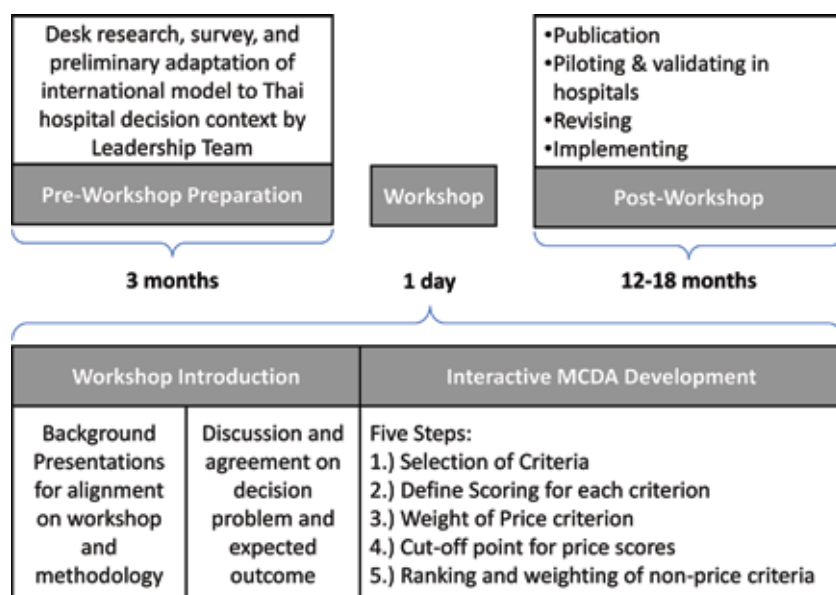 Desk research, survey, and
preliminary adaptation of
international model to Thai
hospital decision context by
Leadership Team
Pre-Workshop Preparation
3 months
Workshop
1 day
•Publication
•Piloting & validating in
hospitals
•Revising
•Implementing
Post-Workshop
12-18 months
Workshop Introduction
Background
Presentations
for alignment
on workshop
and
methodology
Discussion and
agreement on
decision
problem and
expected
outcome
Interactive MCDA Development
Five Steps:
1.) Selection of Criteria
2.) Define Scoring for each criterion
3.) Weight of Price criterion
4.) Cut-off point for price scores
5.) Ranking and weighting of non-price criteria